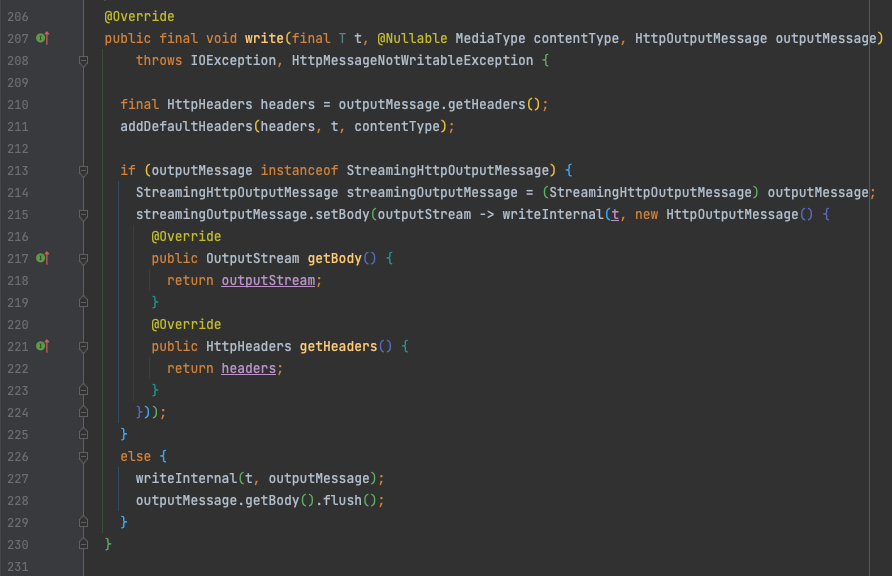 206 @Override
207 public final void write(final T t, @Nullable MediaType contentType, HttpOutputMessage outputMessage)
208     throws IOException, HttpMessageNotWritableException {
209
210   final HttpHeaders headers = outputMessage.getHeaders();
211   addDefaultHeaders(headers, t, contentType);
212
213   if (outputMessage instanceof StreamingHttpOutputMessage) {
214     StreamingHttpOutputMessage streamingOutputMessage = (StreamingHttpOutputMessage) outputMessage;
215     streamingOutputMessage.setBody(outputStream -> writeInternal(t, new HttpOutputMessage() {
216       @Override
217       public OutputStream getBody() {
218         return outputStream;
219       }
220       @Override
221       public HttpHeaders getHeaders() {
222         return headers;
223       }
224     }));
225   }
226   else {
227     writeInternal(t, outputMessage);
228     outputMessage.getBody().flush();
229   }
230 }
231